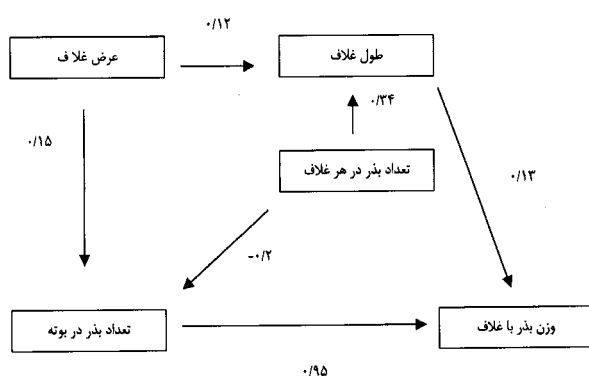 ۰/۱۲
عرض غلاف
طول غلاف
۰/۳۴
۰/۱۵
تعداد بذر در هر غلاف
۰/۱۳
-۰/۲
تعداد بذر در بوته
وزن بذر با غلاف
۰/۹۵